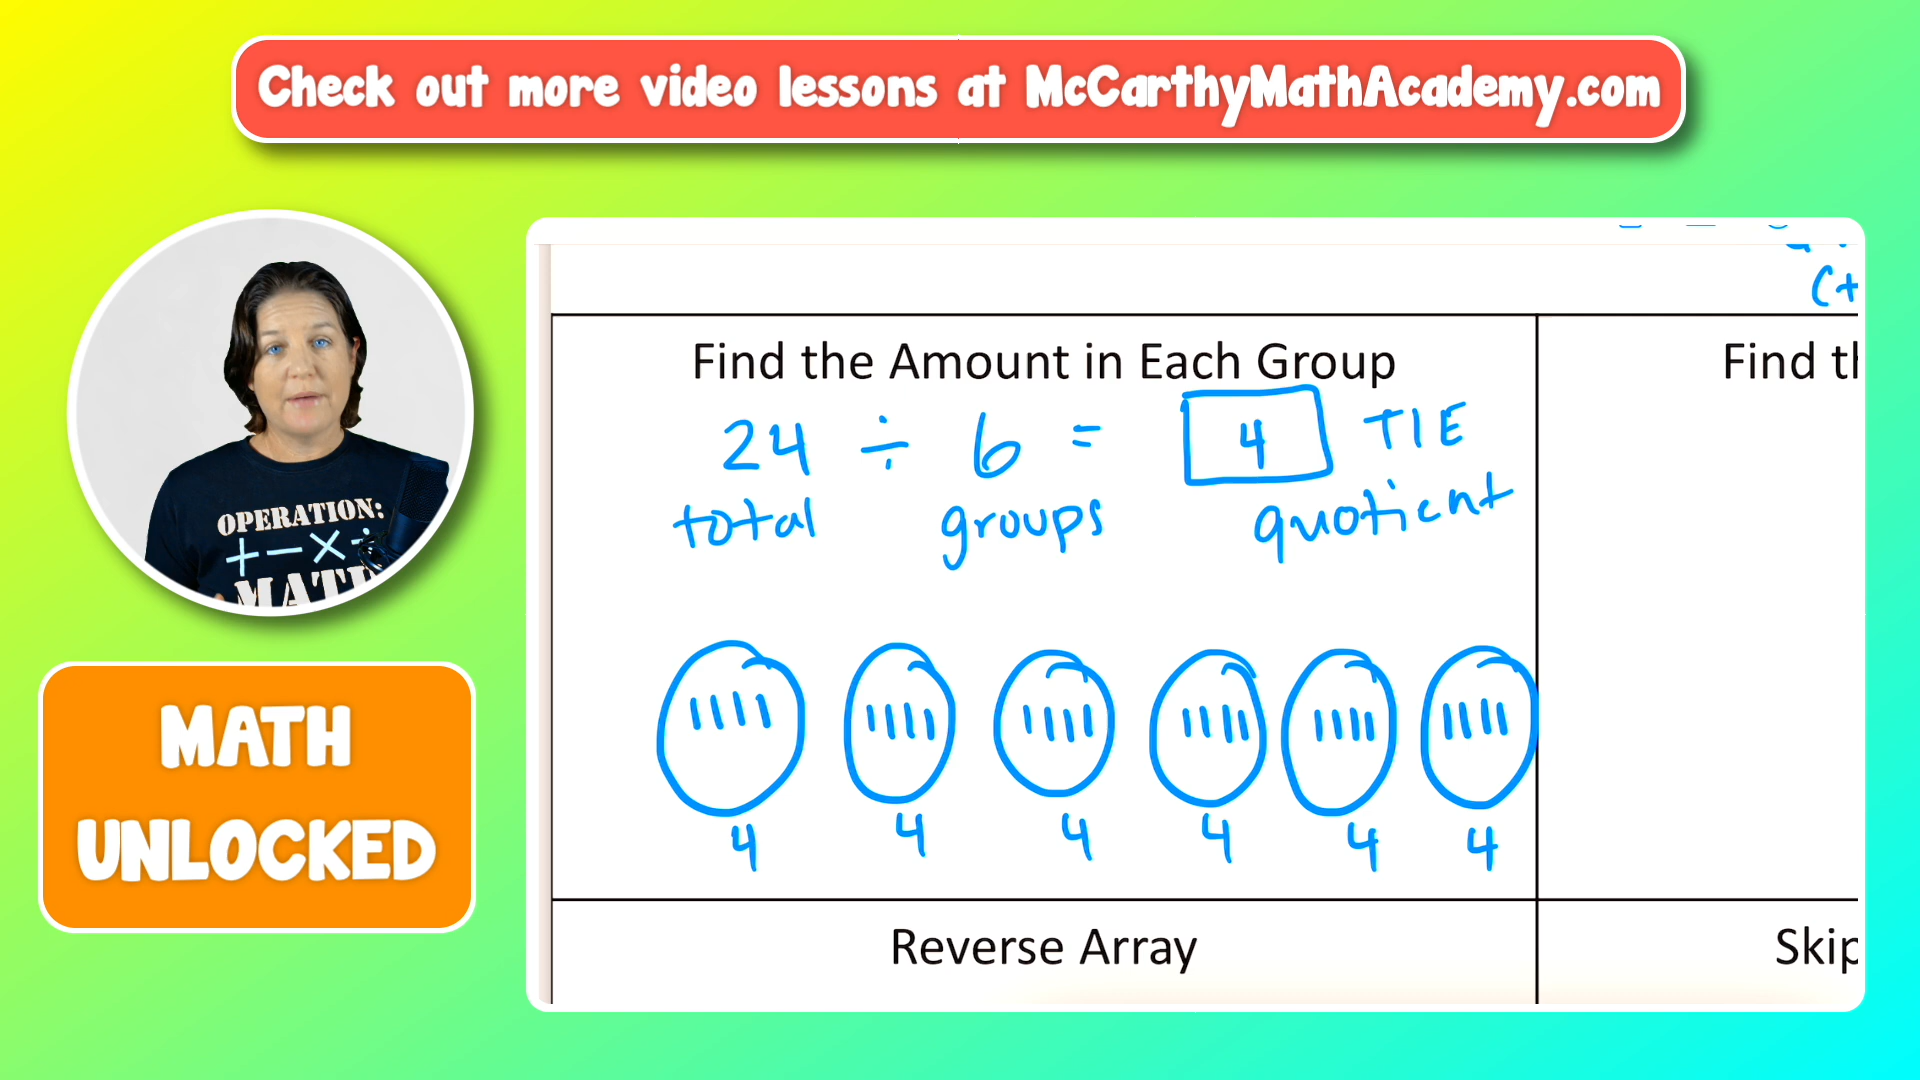 Check out more video lessons at McCarthyMathAcademy.com
OPERATION:
+ − × ÷
MATH
MATH
UNLOCKED
(+
Find the Amount in Each Group
24 ÷ 6 = 4 TIE
total groups quotient
4 4 4 4 4 4
Find th
Reverse Array
Skip